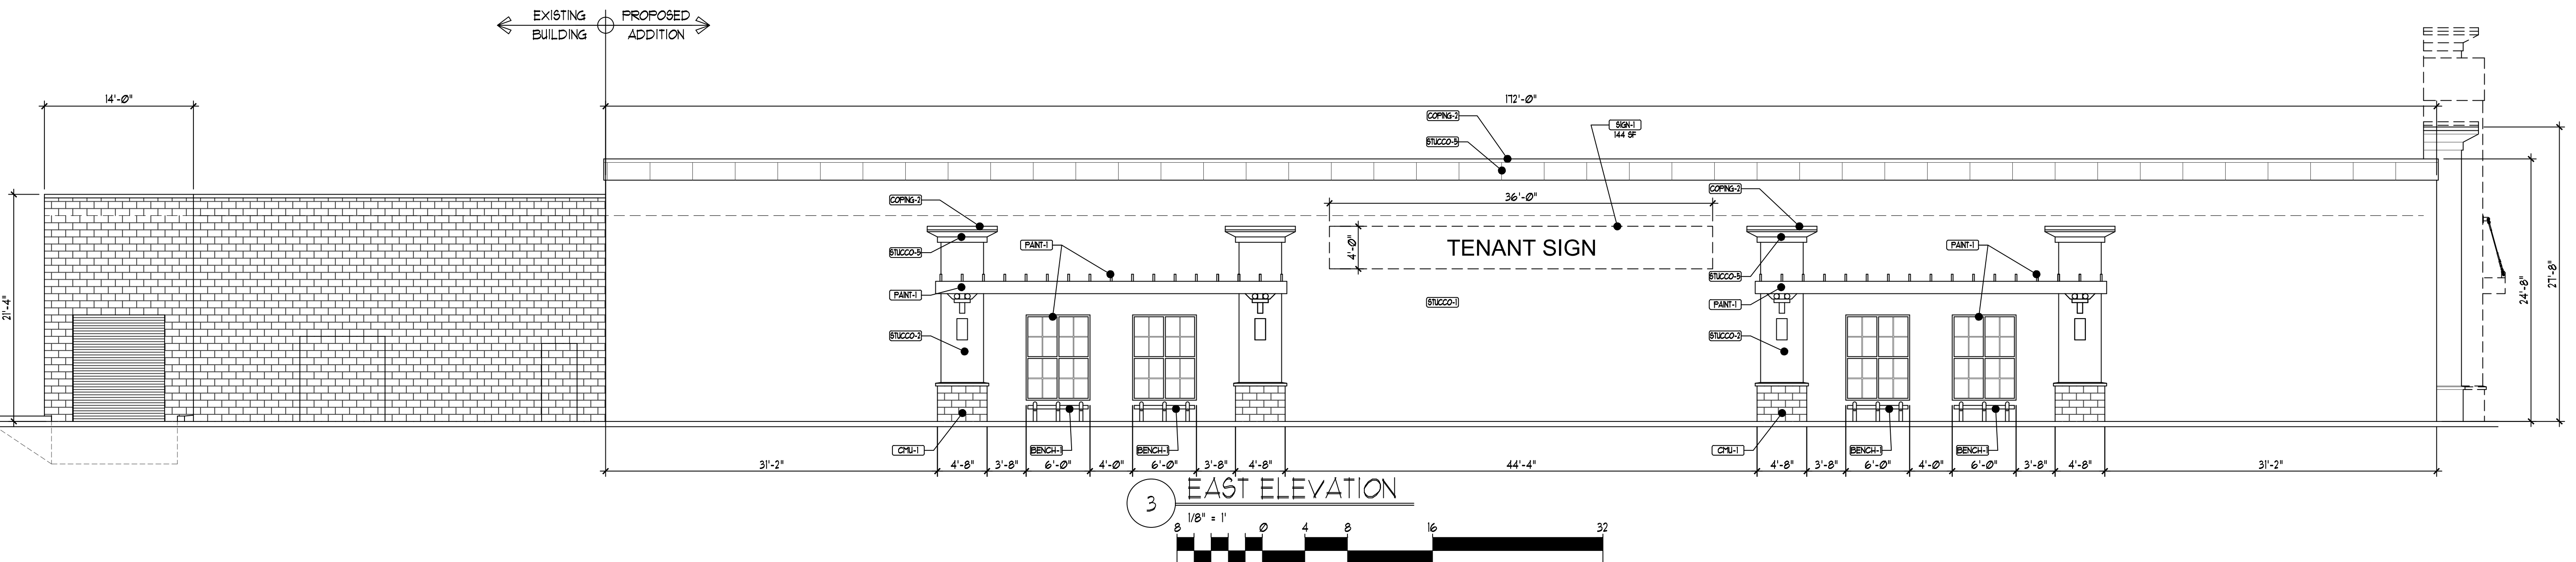 EXISTING BUILDING
PROPOSED ADDITION
14'-0"
172'-0"
COPING-2
STUCCO-5
SIGN-1
144 SF
COPING-2
COPING-2
36'-0"
4'-0"
TENANT SIGN
STUCCO-5
PAINT-1
PAINT-1
STUCCO-5
PAINT-1
STUCCO-1
PAINT-1
STUCCO-2
STUCCO-2
21'-4"
24'-8"
27'-8"
CMU-1
BENCH-1
BENCH-1
CMU-1
BENCH-1
BENCH-1
31'-2"
4'-8"
3'-8"
6'-0"
4'-0"
6'-0"
3'-8"
4'-8"
44'-4"
4'-8"
3'-8"
6'-0"
4'-0"
6'-0"
3'-8"
4'-8"
31'-2"
3
EAST ELEVATION
1/8" = 1'
8 0 4 8 16 32